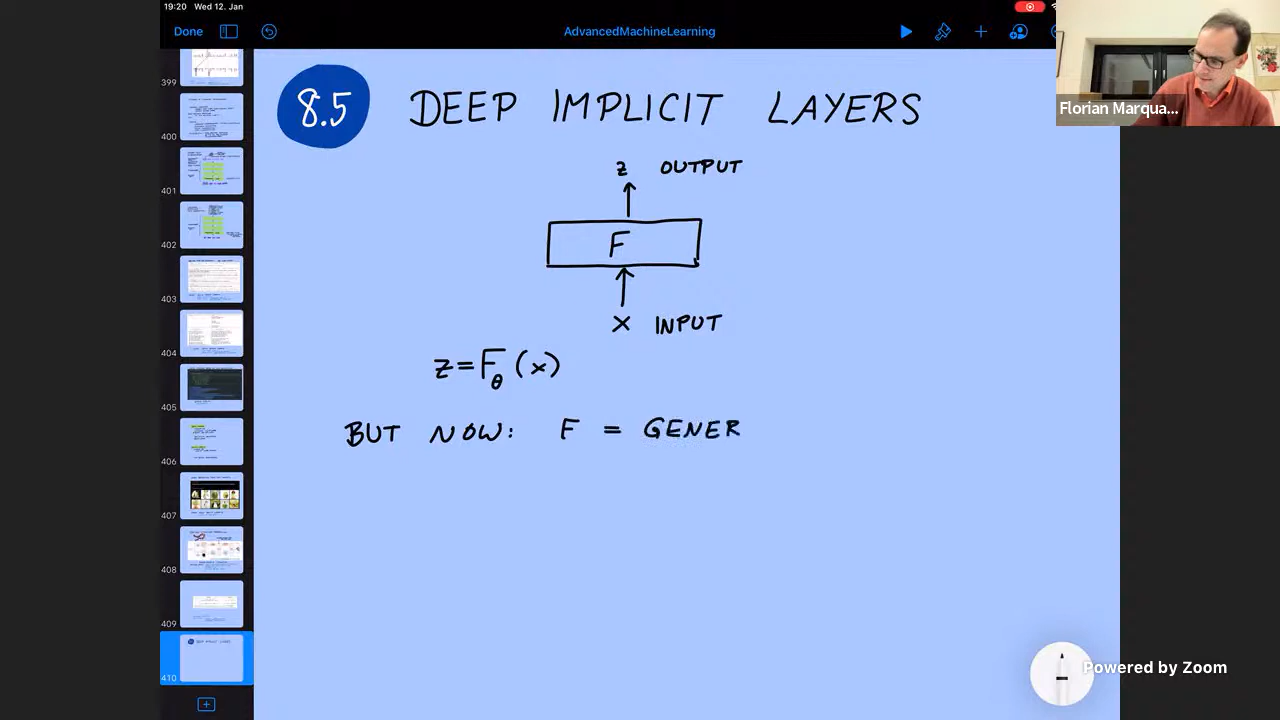 19:20 Wed 12. Jan
Done
AdvancedMachineLearning
Florian Marqua...
399
400
401
402
403
404
405
406
407
408
409
410
8.5 DEEP IMPLICIT LAYERS
z OUTPUT
F
x INPUT
z = F_θ (x)
BUT NOW: F = GENER
Powered by Zoom